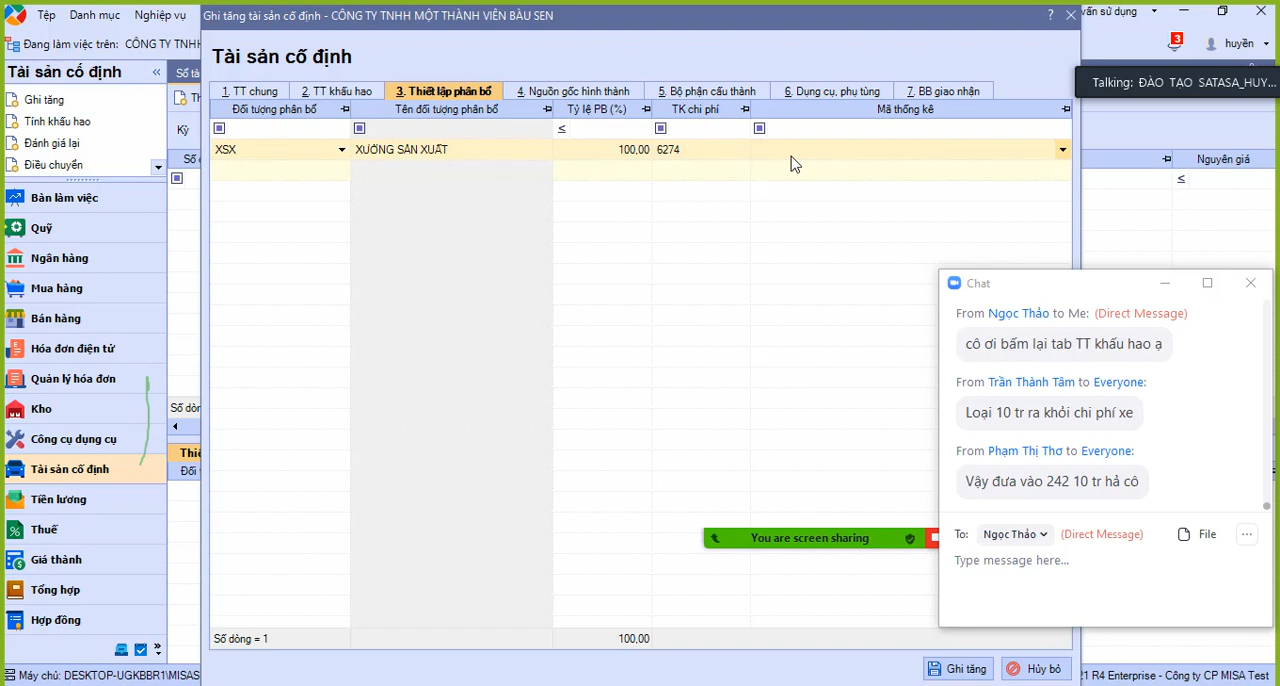 Tệp Danh mục Nghiệp vụ
Ghi tăng tài sản cố định - CÔNG TY TNHH MỘT THÀNH VIÊN BÀU SEN
? 
vấn sử dụng
Đang làm việc trên: CÔNG TY TNHH
3
huyền
Tài sản cố định «
Số tà
Tài sản cố định
Talking: ĐÀO TẠO SATASA_HUY...
Ghi tăng
Tính khấu hao
Đánh giá lại
Điều chuyển
Th
Kỳ
Số c
1. TT chung 2. TT khấu hao 3. Thiết lập phân bổ 4. Nguồn gốc hình thành 5. Bộ phận cấu thành 6. Dụng cụ, phụ tùng 7. BB giao nhận
Đối tượng phân bổ Tên đối tượng phân bổ Tỷ lệ PB (%) TK chi phí Mã thống kê
≤
XSX XƯỞNG SẢN XUẤT 100,00 6274
Nguyên giá
≤
Bàn làm việc
Quỹ
Ngân hàng
Mua hàng
Bán hàng
Hóa đơn điện tử
Quản lý hóa đơn
Kho
Công cụ dụng cụ
Tài sản cố định
Tiền lương
Thuế
Giá thành
Tổng hợp
Hợp đồng
Số dòn
Thiế
Đối t
Chat
From Ngọc Thảo to Me: (Direct Message)
cô ơi bấm lại tab TT khấu hao ạ
From Trần Thành Tâm to Everyone:
Loại 10 tr ra khỏi chi phí xe
From Phạm Thị Thơ to Everyone:
Vậy đưa vào 242 10 tr hả cô
To: Ngọc Thảo (Direct Message) File ...
Type message here...
You are screen sharing
Số dòng = 1 100,00
Ghi tăng Hủy bỏ
Máy chủ: DESKTOP-UGKBBR1\MISAS
21 R4 Enterprise - Công ty CP MISA Test